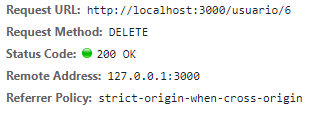 Request URL: http://localhost:3000/usuario/6
Request Method: DELETE
Status Code: 200 OK
Remote Address: 127.0.0.1:3000
Referrer Policy: strict-origin-when-cross-origin